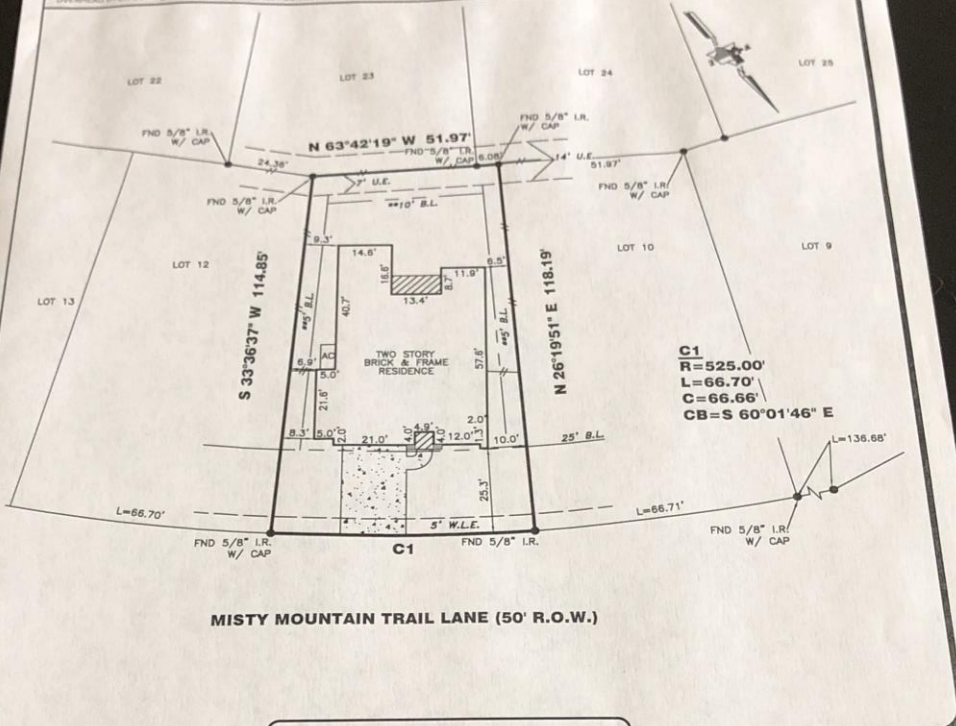 LOT 22
LOT 23
LOT 24
LOT 25
FND 5/8" I.R.
W/ CAP
N 63°42'19" W 51.97'
FND 5/8" I.R.
W/ CAP
FND 5/8" I.R.
W/ CAP
24.38'
6.08'
14' U.E.
51.97'
7' U.E.
FND 5/8" I.R.
W/ CAP
FND 5/8" I.R.
W/ CAP
**10' B.L.
LOT 12
LOT 13
LOT 10
LOT 9
9.3'
14.6'
16.6'
13.4'
8.7'
11.9'
6.5'
S 33°36'37" W 114.85'
**5' B.L.
40.7'
TWO STORY
BRICK & FRAME
RESIDENCE
57.6'
**5' B.L.
N 26°19'51" E 118.19'
AC
6.9'
5.0'
21.6'
C1
R=525.00'
L=66.70'
C=66.66'
CB=S 60°01'46" E
8.3'
5.0'
2.0'
21.0'
4.0'
4.9'
4.0'
12.0'
2.0'
1.3'
10.0'
25' B.L.
L=136.68'
25.3'
L=66.70'
5' W.L.E.
L=66.71'
FND 5/8" I.R.
W/ CAP
C1
FND 5/8" I.R.
FND 5/8" I.R.
W/ CAP
MISTY MOUNTAIN TRAIL LANE (50' R.O.W.)